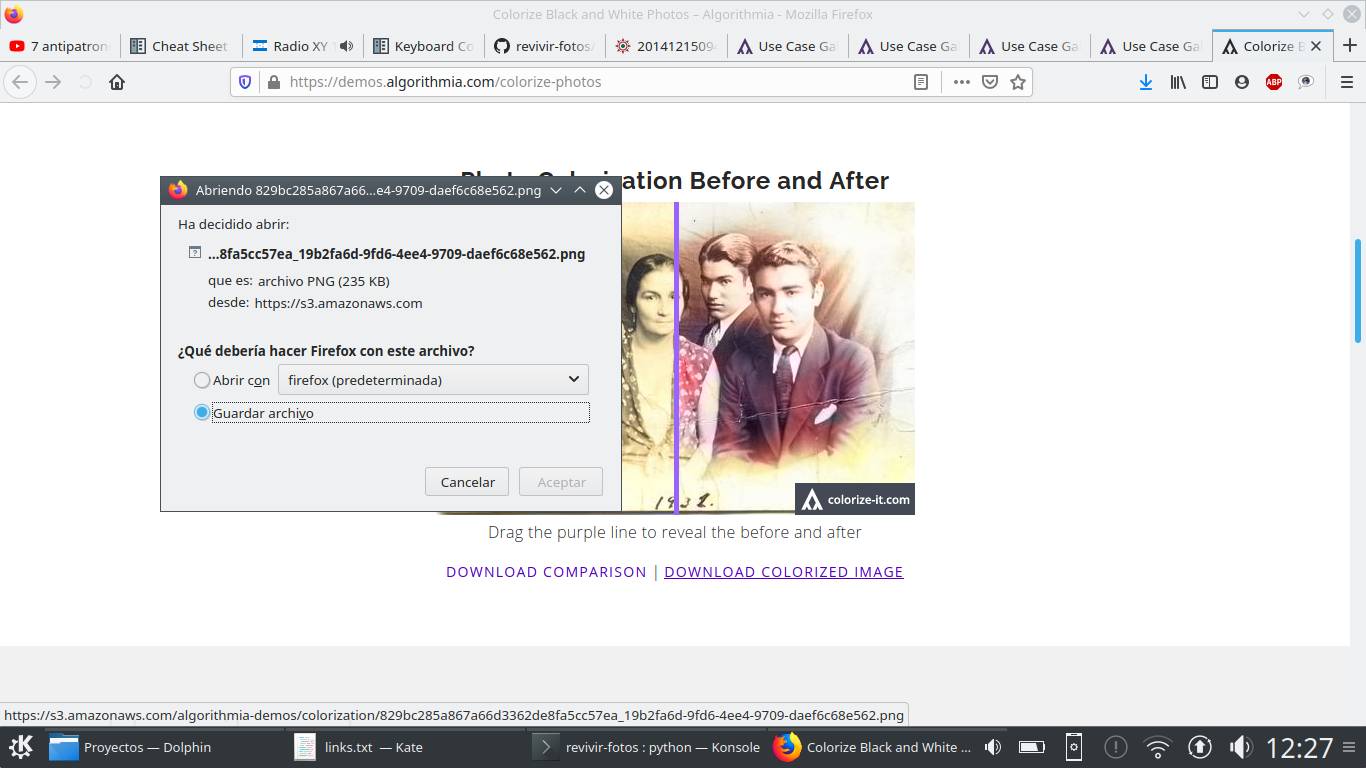 Colorize Black and White Photos – Algorithmia - Mozilla Firefox
7 antipatron
Cheat Sheet
Radio XY 1
Keyboard Co
revivir-fotos/
2014121509
Use Case Ga
Use Case Ga
Use Case Ga
Use Case Ga
Colorize B
https://demos.algorithmia.com/colorize-photos
ABP
ation Before and After
Abriendo 829bc285a867a66...e4-9709-daef6c68e562.png
Ha decidido abrir:
...8fa5cc57ea_19b2fa6d-9fd6-4ee4-9709-daef6c68e562.png
que es: archivo PNG (235 KB)
desde: https://s3.amazonaws.com
¿Qué debería hacer Firefox con este archivo?
Abrir con firefox (predeterminada)
Guardar archivo
Cancelar Aceptar
1932.
colorize-it.com
Drag the purple line to reveal the before and after
DOWNLOAD COMPARISON | DOWNLOAD COLORIZED IMAGE
https://s3.amazonaws.com/algorithmia-demos/colorization/829bc285a867a66d3362de8fa5cc57ea_19b2fa6d-9fd6-4ee4-9709-daef6c68e562.png
Proyectos — Dolphin
links.txt — Kate
revivir-fotos : python — Konsole
Colorize Black and White ...
12:27